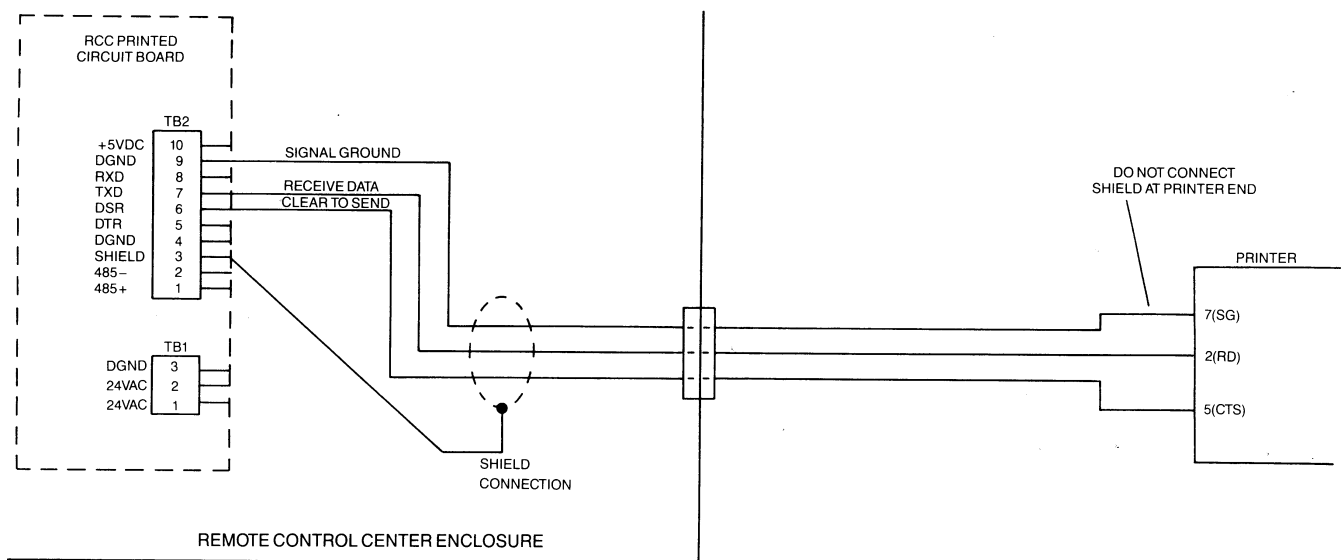 RCC PRINTED
CIRCUIT BOARD
TB2
+5VDC 10
DGND 9
RXD 8
TXD 7
DSR 6
DTR 5
DGND 4
SHIELD 3
485− 2
485+ 1
SIGNAL GROUND
RECEIVE DATA
CLEAR TO SEND
TB1
DGND 3
24VAC 2
24VAC 1
SHIELD
CONNECTION
REMOTE CONTROL CENTER ENCLOSURE
DO NOT CONNECT
SHIELD AT PRINTER END
PRINTER
7(SG)
2(RD)
5(CTS)